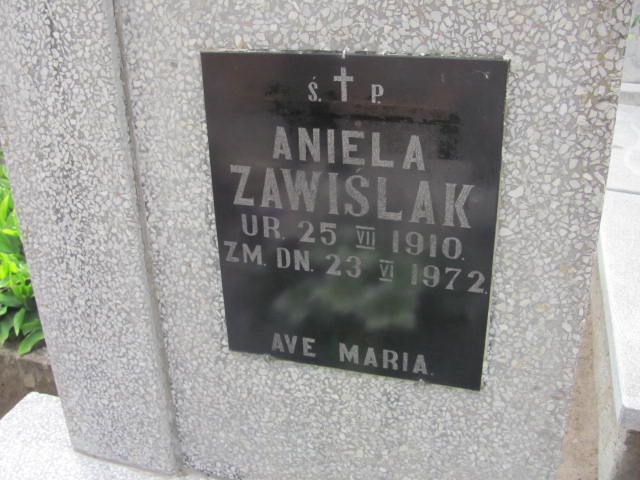 Ś. † P.
ANIELA
ZAWIŚLAK
UR. 25 VII 1910.
ZM. DN. 23 VI 1972.
AVE MARIA.